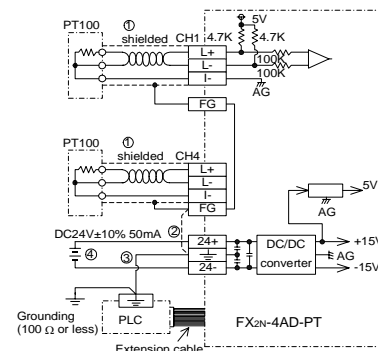 PT100
①
shielded
CH1
4.7K
5V
4.7K
L+
L-
I-
100K
100K
AG
FG
PT100
①
shielded
CH4
L+
L-
I-
FG
5V
AG
DC24V±10% 50mA
②
24+
24-
③
④
DC/DC
converter
+15V
AG
-15V
Grounding
(100 Ω or less)
PLC
FX2N-4AD-PT
Extension cable